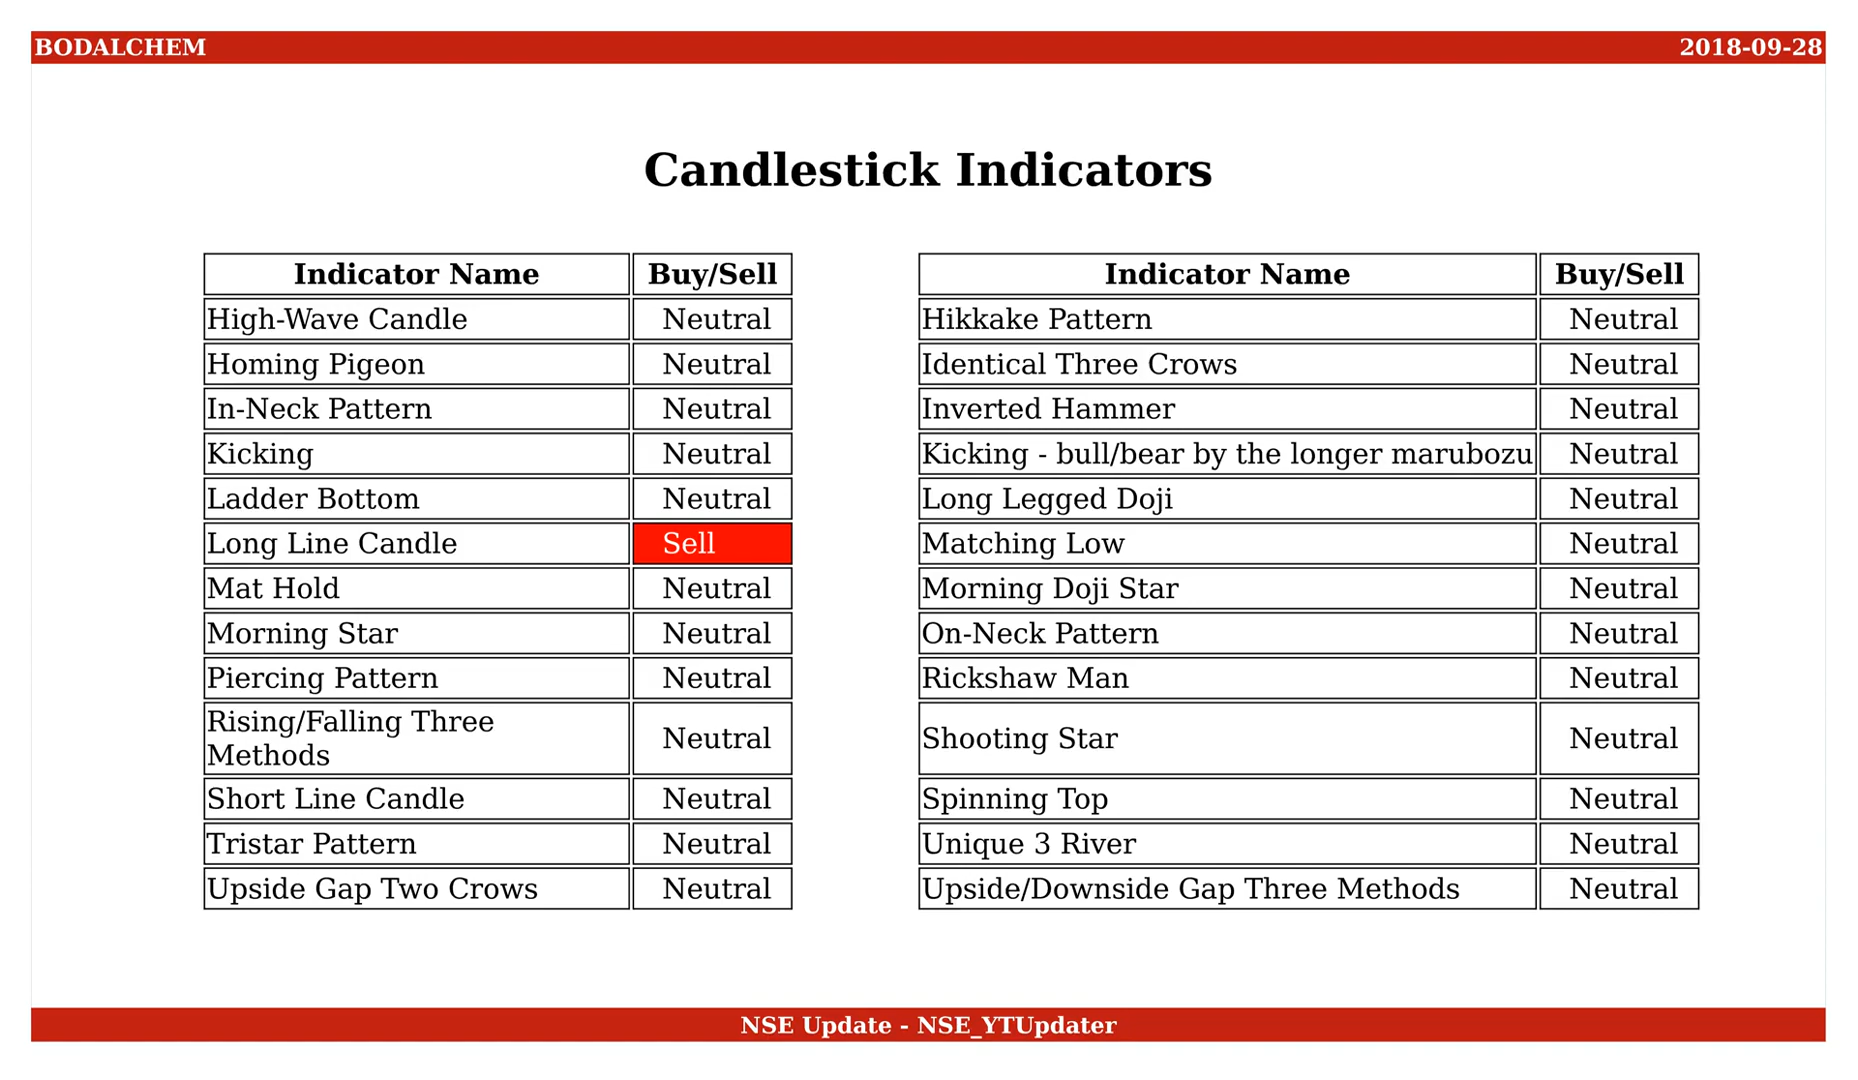 BODALCHEM 2018-09-28
Candlestick Indicators
Indicator Name Buy/Sell
High-Wave Candle Neutral
Homing Pigeon Neutral
In-Neck Pattern Neutral
Kicking Neutral
Ladder Bottom Neutral
Long Line Candle Sell
Mat Hold Neutral
Morning Star Neutral
Piercing Pattern Neutral
Rising/Falling Three
Methods Neutral
Short Line Candle Neutral
Tristar Pattern Neutral
Upside Gap Two Crows Neutral
Indicator Name Buy/Sell
Hikkake Pattern Neutral
Identical Three Crows Neutral
Inverted Hammer Neutral
Kicking - bull/bear by the longer marubozu Neutral
Long Legged Doji Neutral
Matching Low Neutral
Morning Doji Star Neutral
On-Neck Pattern Neutral
Rickshaw Man Neutral
Shooting Star Neutral
Spinning Top Neutral
Unique 3 River Neutral
Upside/Downside Gap Three Methods Neutral
NSE Update - NSE_YTUpdater